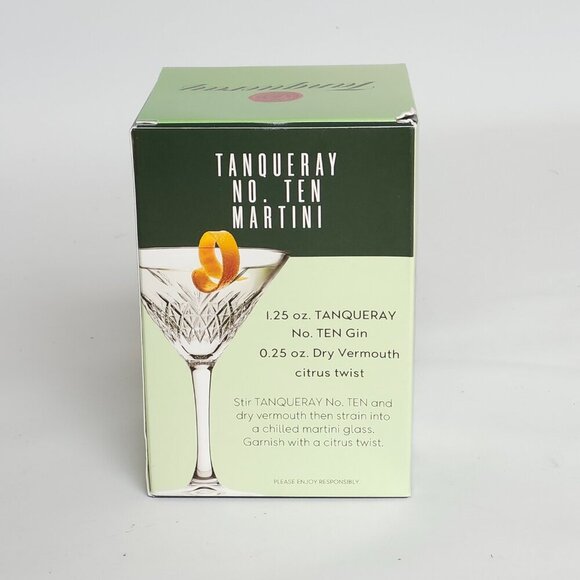 Tanqueray
TANQUERAY
NO. TEN
MARTINI
1.25 oz. TANQUERAY
No. TEN Gin
0.25 oz. Dry Vermouth
citrus twist
Stir TANQUERAY No. TEN and
dry vermouth then strain into
a chilled martini glass.
Garnish with a citrus twist.
PLEASE ENJOY RESPONSIBLY